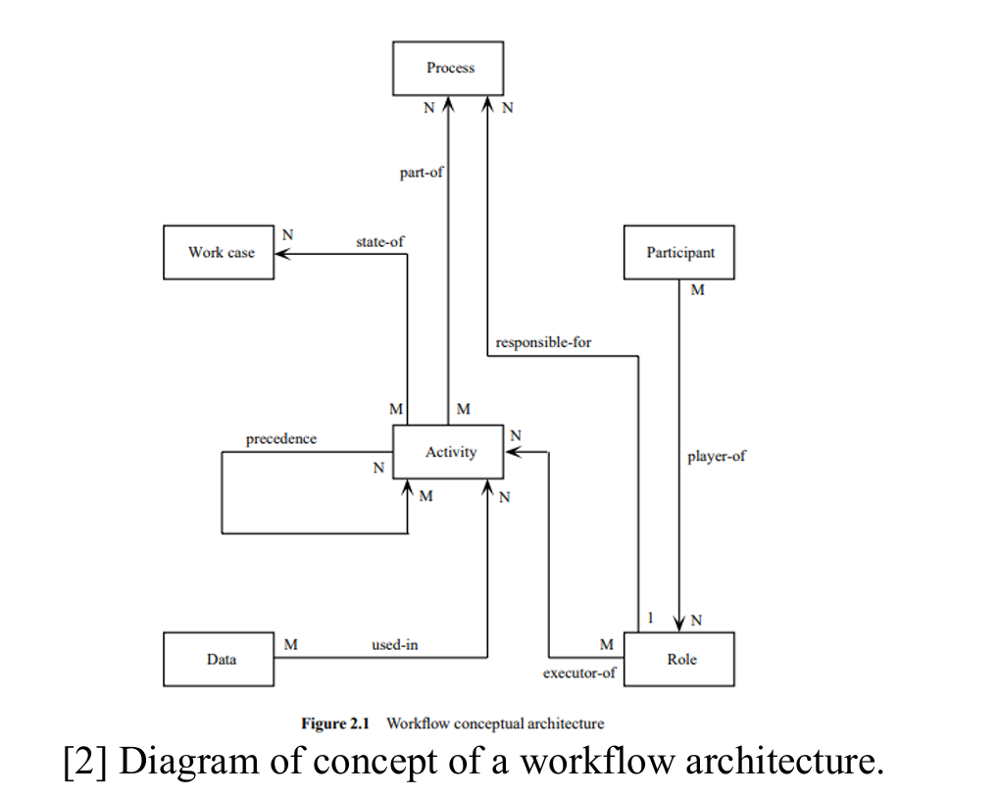 Process
N
N
part-of
Work case
N
state-of
Participant
M
responsible-for
M
M
precedence
Activity
N
N
M
N
player-of
1
N
Data
M
used-in
M
executor-of
Role
Figure 2.1 Workflow conceptual architecture
[2] Diagram of concept of a workflow architecture.